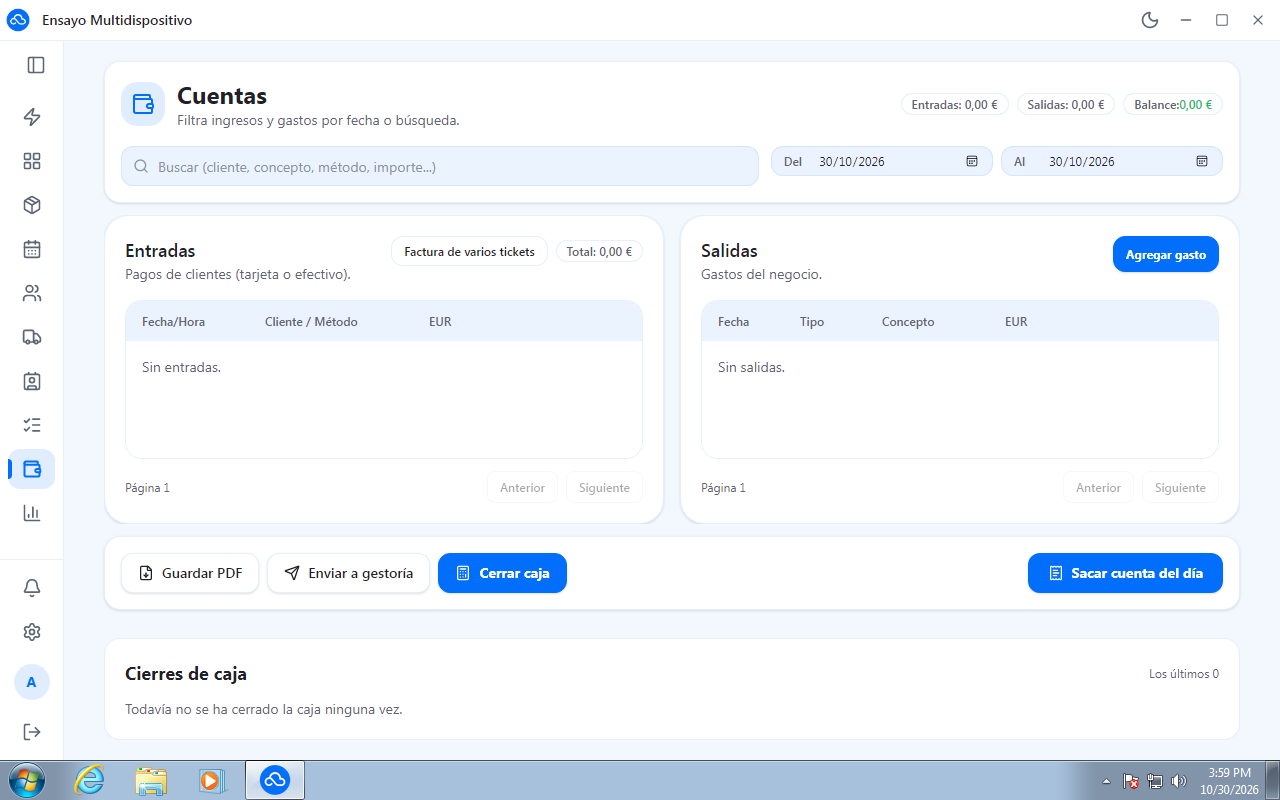 Ensayo Multidispositivo
Cuentas
Filtra ingresos y gastos por fecha o búsqueda.
Entradas: 0,00 €
Salidas: 0,00 €
Balance:0,00 €
Buscar (cliente, concepto, método, importe...)
Del 30/10/2026
Al 30/10/2026
Entradas
Pagos de clientes (tarjeta o efectivo).
Factura de varios tickets
Total: 0,00 €
Fecha/Hora Cliente / Método EUR
Sin entradas.
Página 1
Anterior
Siguiente
Salidas
Gastos del negocio.
Agregar gasto
Fecha Tipo Concepto EUR
Sin salidas.
Página 1
Anterior
Siguiente
Guardar PDF
Enviar a gestoría
Cerrar caja
Sacar cuenta del día
Cierres de caja
Los últimos 0
Todavía no se ha cerrado la caja ninguna vez.
A
3:59 PM
10/30/2026